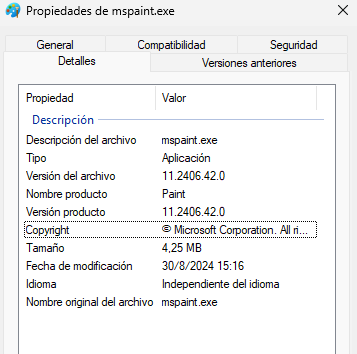 Propiedades de mspaint.exe
General Compatibilidad Seguridad
Detalles Versiones anteriores
Propiedad Valor
Descripción
Descripción del archivo mspaint.exe
Tipo Aplicación
Versión del archivo 11.2406.42.0
Nombre producto Paint
Versión producto 11.2406.42.0
Copyright © Microsoft Corporation. All ri...
Tamaño 4,25 MB
Fecha de modificación 30/8/2024 15:16
Idioma Independiente del idioma
Nombre original del archivo mspaint.exe